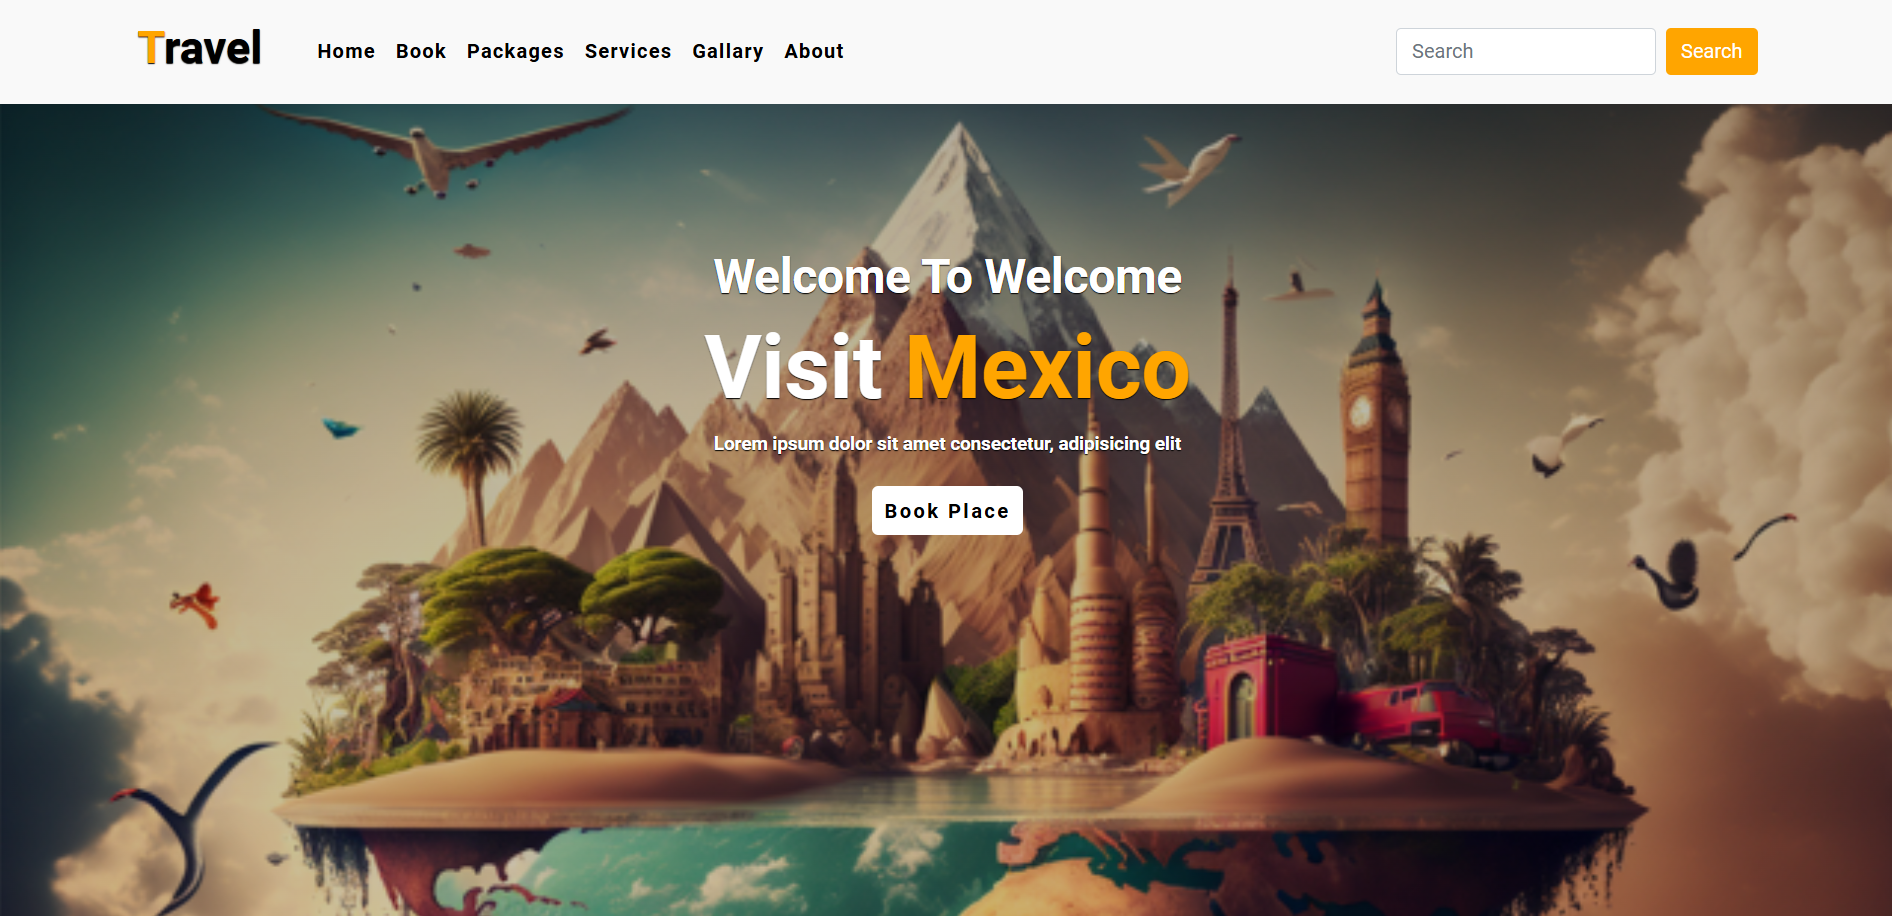 Travel
Home Book Packages Services Gallary About
Search
Search
Welcome To Welcome
Visit Mexico
Lorem ipsum dolor sit amet consectetur, adipisicing elit
Book Place